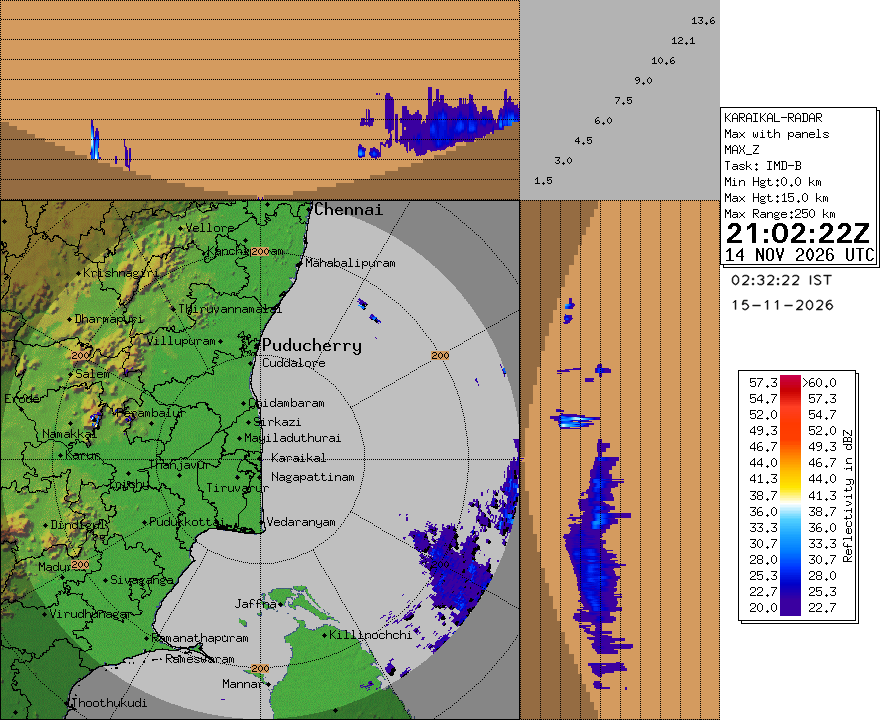 13.6
12.1
10.6
9.0
7.5
6.0
4.5
3.0
1.5
KARAIKAL-RADAR
Max with panels
MAX_Z
Task: IMD-B
Min Hgt:0.0 km
Max Hgt:15.0 km
Max Range:250 km
21:02:22Z
14 NOV 2026 UTC
02:32:22 IST
15-11-2026
57.3 >60.0
54.7 57.3
52.0 54.7
49.3 52.0
46.7 49.3
44.0 46.7
41.3 44.0
38.7 41.3
36.0 38.7
33.3 36.0
30.7 33.3
28.0 30.7
25.3 28.0
22.7 25.3
20.0 22.7
Reflectivity in dBZ
Chennai
Vellore
200
Mahabalipuram
Krishnagiri
Thiruvannamalai
Dharmapuri
Villupuram
Puducherry
200
200
Cuddalore
Salem
Erode
Chidambaram
Perambalur
Sirkazi
Namakkal
Mayiladuthurai
Karur
Karaikal
Thanjavur
Nagapattinam
Tiruvarur
Dindigul
Pudukkottai
Vedaranyam
200
200
Sivaganga
Jaffna
Virudhunagar
Killinochchi
Ramanathapuram
Rameswaram
200
Mannar
Thoothukudi